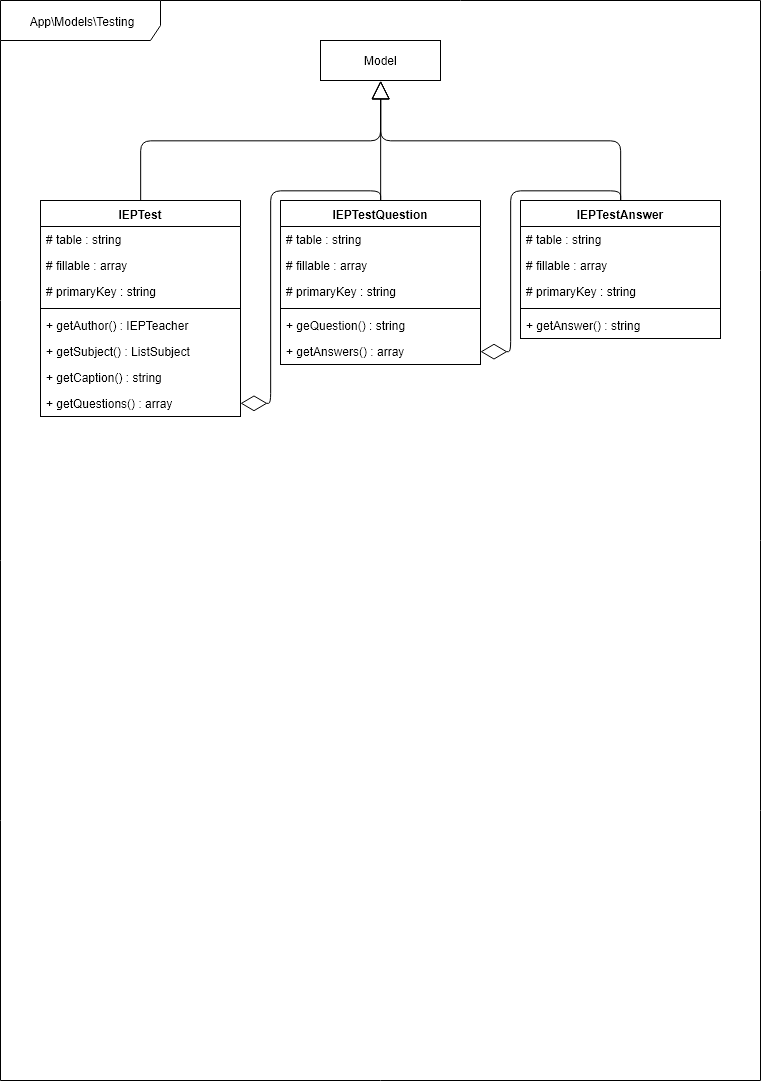 App\Models\Testing
Model
IEPTest
# table : string
# fillable : array
# primaryKey : string
+ getAuthor() : IEPTeacher
+ getSubject() : ListSubject
+ getCaption() : string
+ getQuestions() : array
IEPTestQuestion
# table : string
# fillable : array
# primaryKey : string
+ geQuestion() : string
+ getAnswers() : array
IEPTestAnswer
# table : string
# fillable : array
# primaryKey : string
+ getAnswer() : string